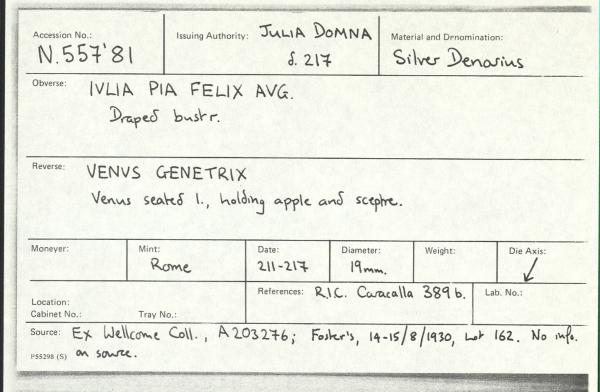 Accession No.:
N.557'81
Issuing Authority: JULIA DOMNA
d. 217
Material and Drnomination:
Silver Denarius
Obverse: IVLIA PIA FELIX AVG.
Draped bust r.
Reverse: VENVS GENETRIX
Venus seated l., holding apple and sceptre.
Moneyer:
Mint:
Rome
Date:
211-217
Diameter:
19mm.
Weight:
Die Axis:
Location:
Cabinet No.: Tray No.:
References: R.I.C. Caracalla 389 b.
Lab. No.:
Source: Ex Wellcome Coll., A203276; Foster's, 14-15/8/1930, Lot 162. No info.
on source.
P55298 (S)